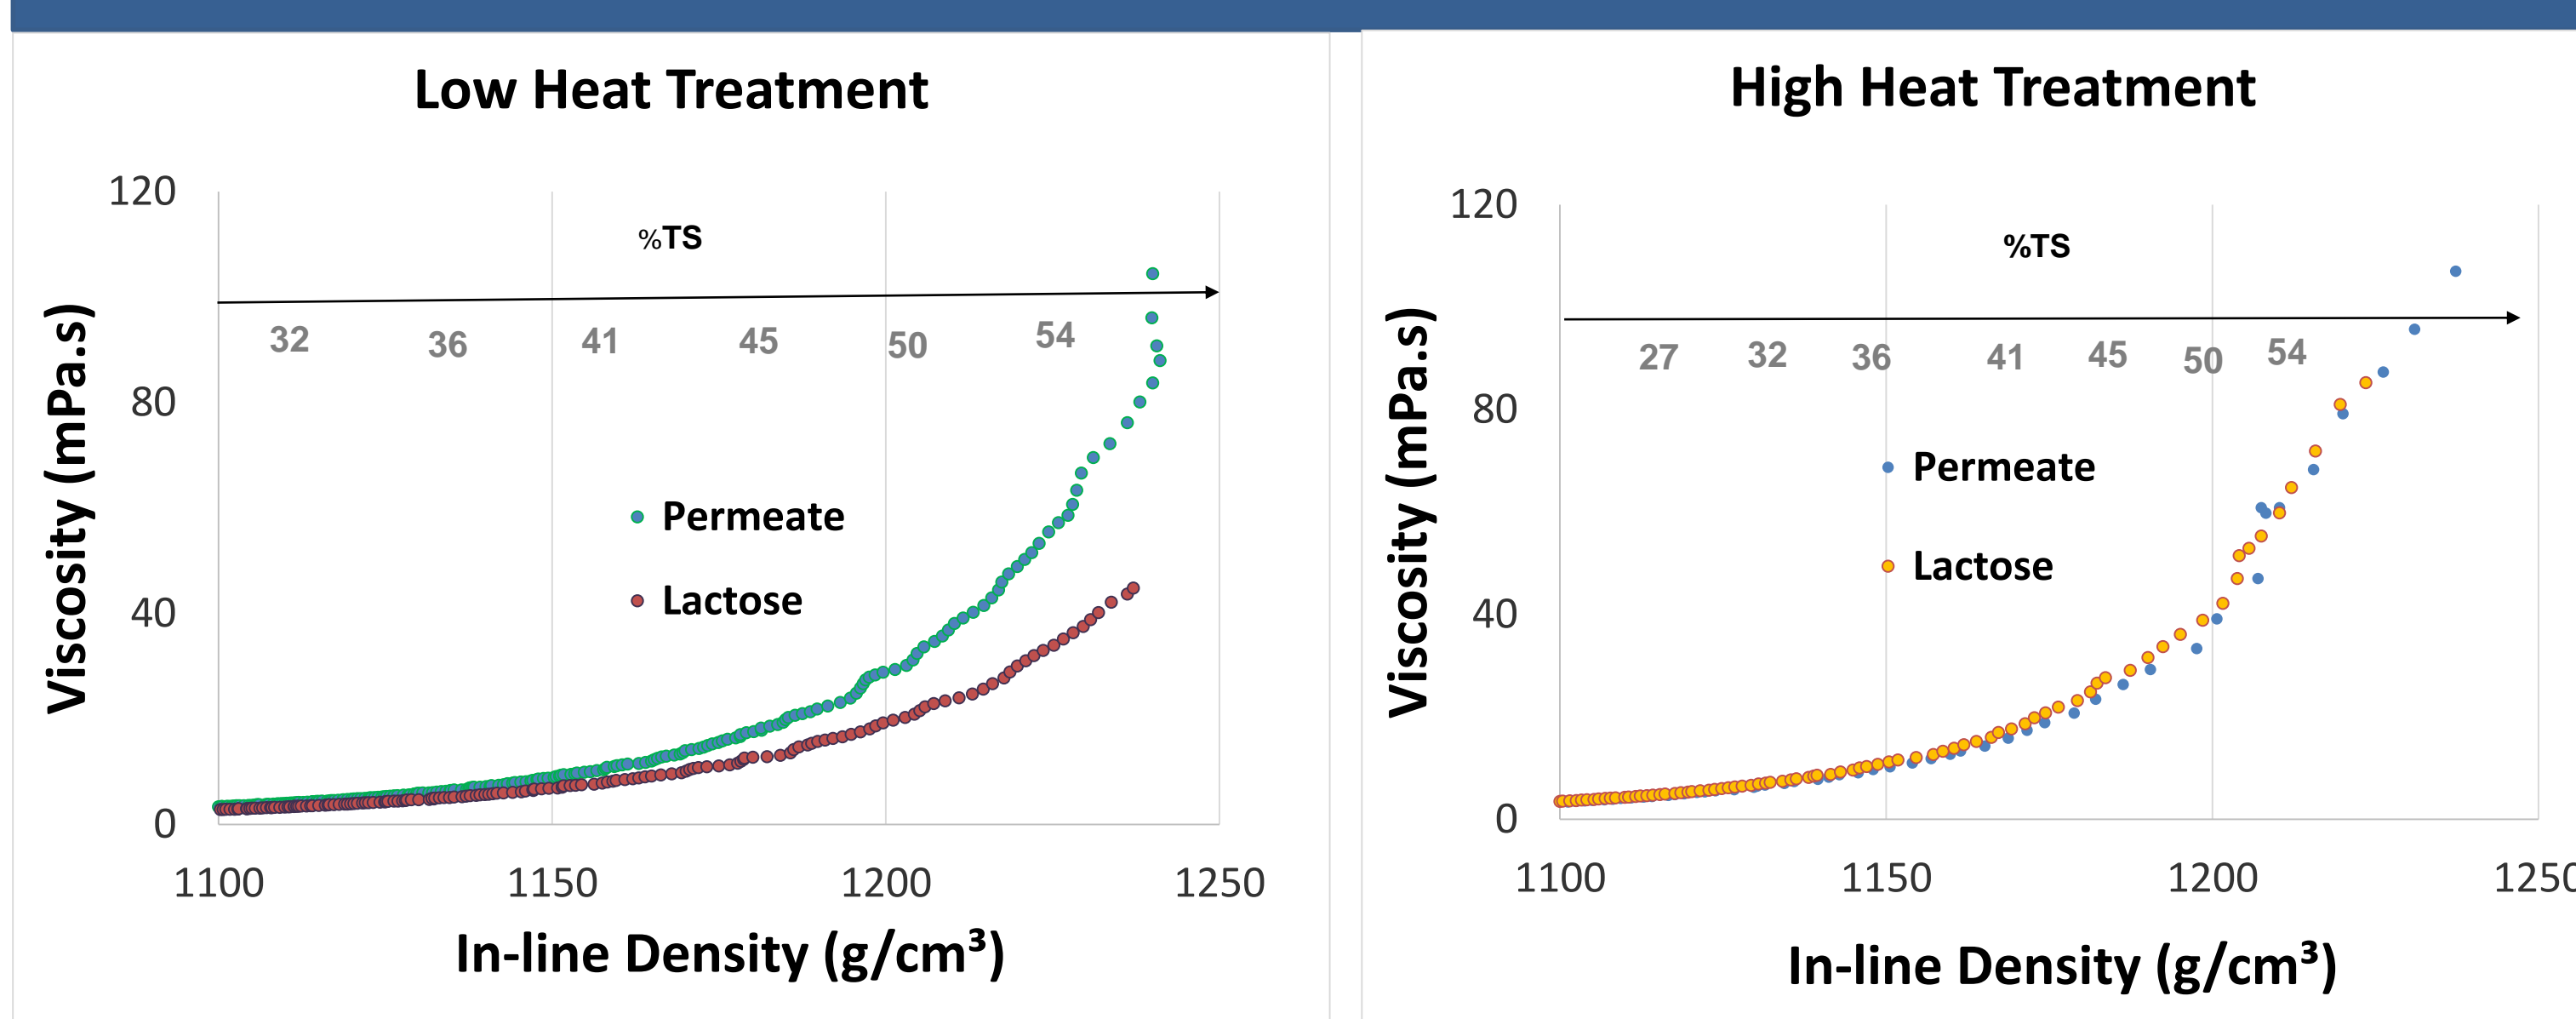 Low Heat Treatment
120
80
40
0
Viscosity (mPa.s)
%TS
32 36 41 45 50 54
Permeate
Lactose
1100 1150 1200 1250
In-line Density (g/cm³)
High Heat Treatment
120
80
40
0
Viscosity (mPa.s)
%TS
27 32 36 41 45 50 54
Permeate
Lactose
1100 1150 1200 1250
In-line Density (g/cm³)